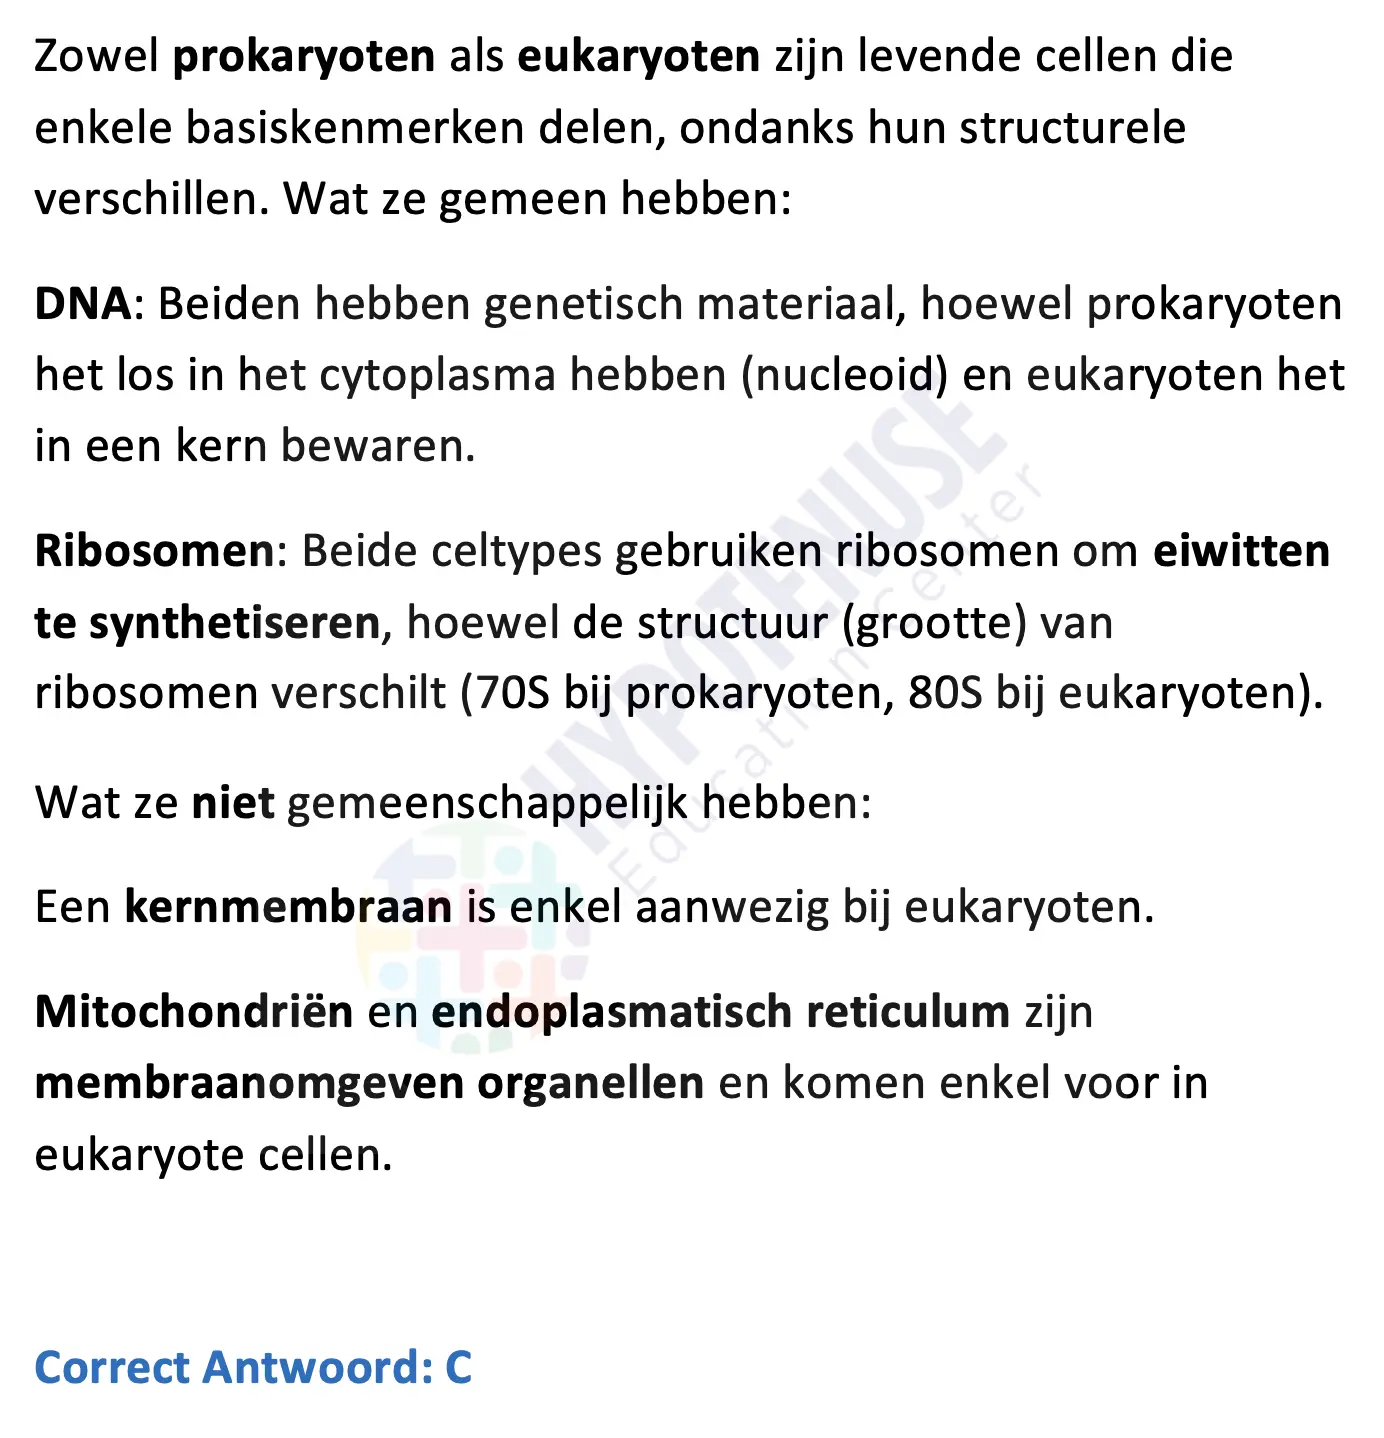 Zowel prokaryoten als eukaryoten zijn levende cellen die
enkele basiskenmerken delen, ondanks hun structurele
verschillen. Wat ze gemeen hebben:
DNA: Beiden hebben genetisch materiaal, hoewel prokaryoten
het los in het cytoplasma hebben (nucleoid) en eukaryoten het
in een kern bewaren.
Ribosomen: Beide celtypes gebruiken ribosomen om eiwitten
te synthetiseren, hoewel de structuur (grootte) van
ribosomen verschilt (70S bij prokaryoten, 80S bij eukaryoten).
Wat ze niet gemeenschappelijk hebben:
Een kernmembraan is enkel aanwezig bij eukaryoten.
Mitochondriën en endoplasmatisch reticulum zijn
membraanomgeven organellen en komen enkel voor in
eukaryote cellen.
Correct Antwoord: C
HYPOTENUSE
Education Center